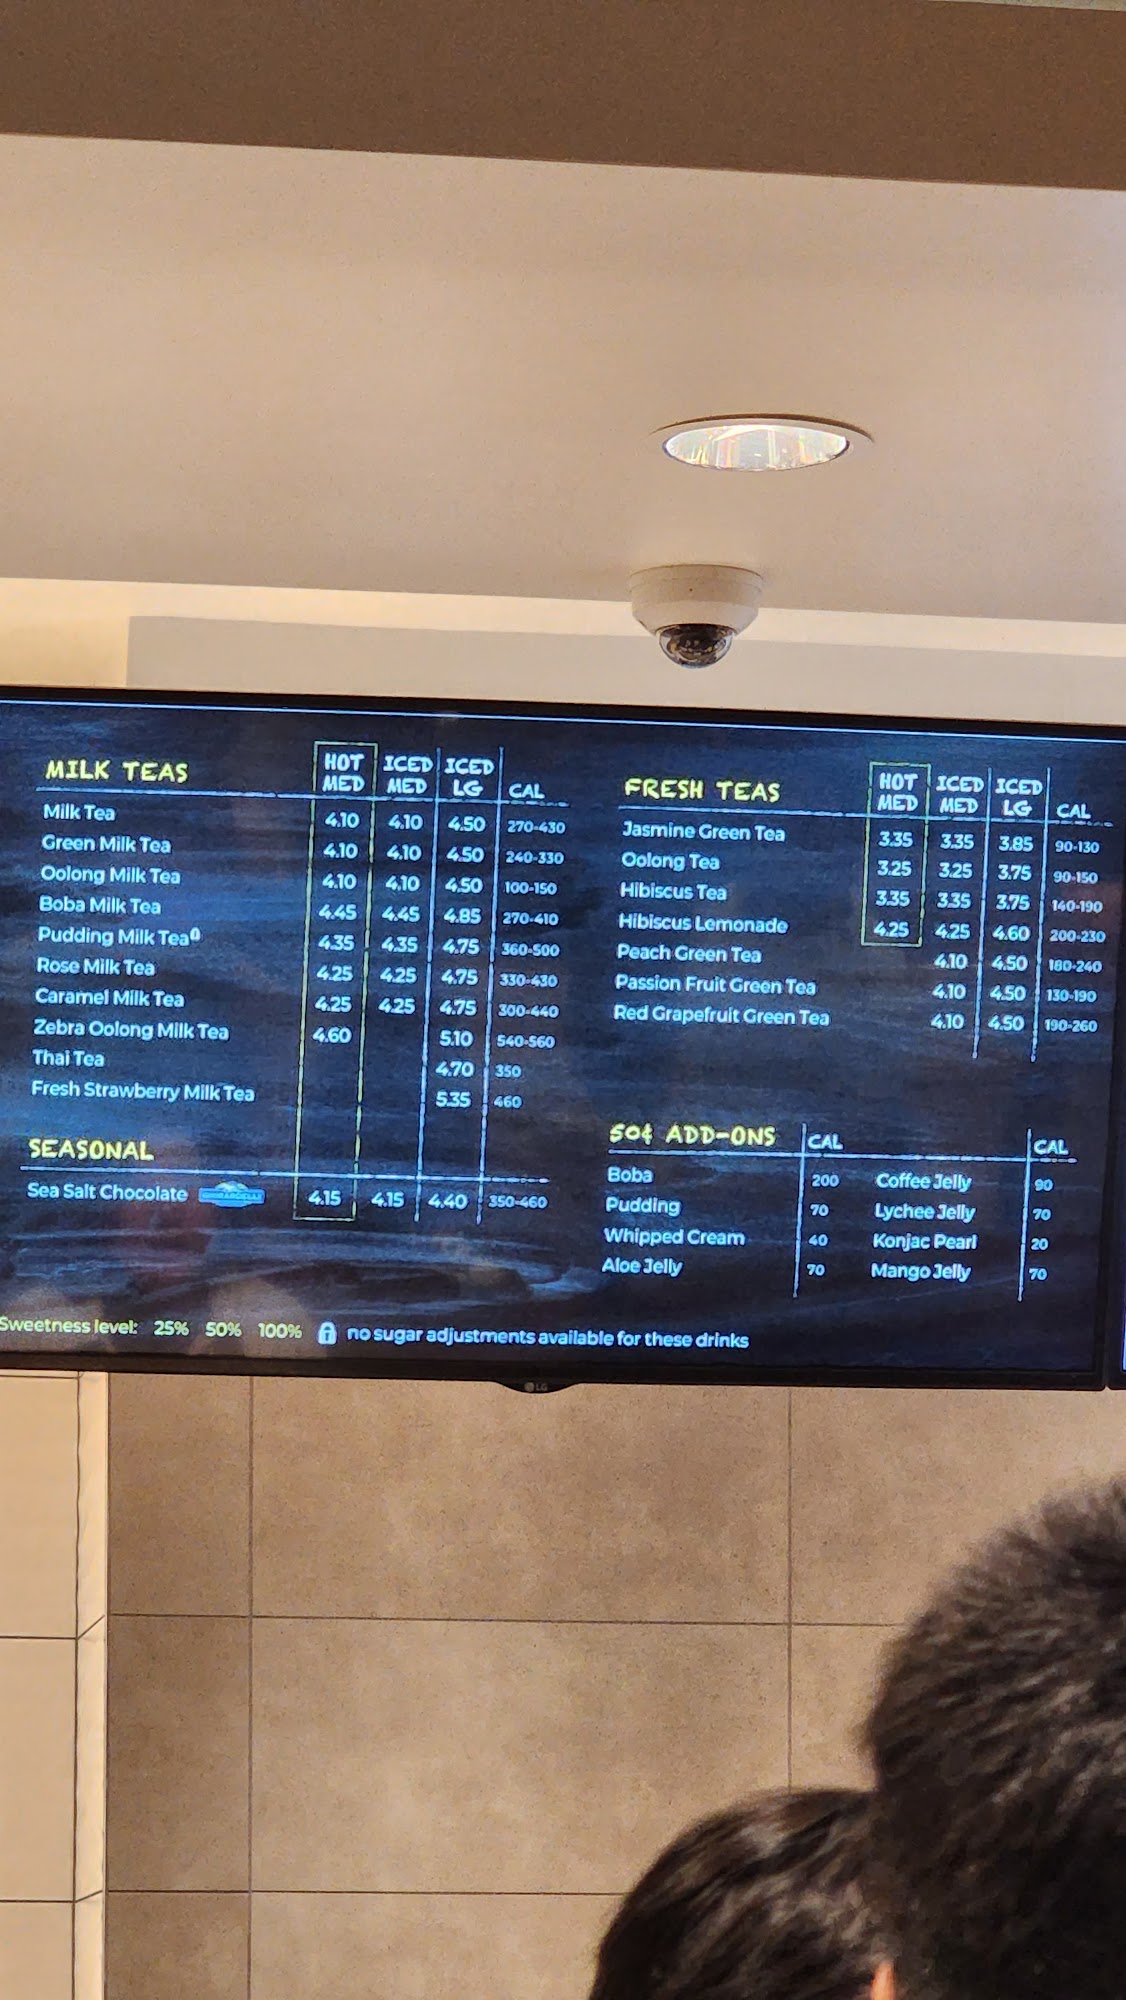 MILK TEAS HOT MED ICED MED ICED LG CAL
Milk Tea 4.10 4.10 4.50 270-430
Green Milk Tea 4.10 4.10 4.50 240-330
Oolong Milk Tea 4.10 4.10 4.50 100-150
Boba Milk Tea 4.45 4.45 4.85 270-410
Pudding Milk Tea 4.35 4.35 4.75 360-500
Rose Milk Tea 4.25 4.25 4.75 330-430
Caramel Milk Tea 4.25 4.25 4.75 300-440
Zebra Oolong Milk Tea 4.60 5.10 540-560
Thai Tea 4.70 350
Fresh Strawberry Milk Tea 5.35 460
SEASONAL
Sea Salt Chocolate GHIRARDELLI 4.15 4.15 4.40 350-460
FRESH TEAS HOT MED ICED MED ICED LG CAL
Jasmine Green Tea 3.35 3.35 3.85 90-130
Oolong Tea 3.25 3.25 3.75 90-150
Hibiscus Tea 3.35 3.35 3.75 140-190
Hibiscus Lemonade 4.25 4.25 4.60 200-230
Peach Green Tea 4.10 4.50 180-240
Passion Fruit Green Tea 4.10 4.50 130-190
Red Grapefruit Green Tea 4.10 4.50 190-260
50¢ ADD-ONS CAL CAL
Boba 200 Coffee Jelly 90
Pudding 70 Lychee Jelly 70
Whipped Cream 40 Konjac Pearl 20
Aloe Jelly 70 Mango Jelly 70
Sweetness level: 25% 50% 100% no sugar adjustments available for these drinks
LG